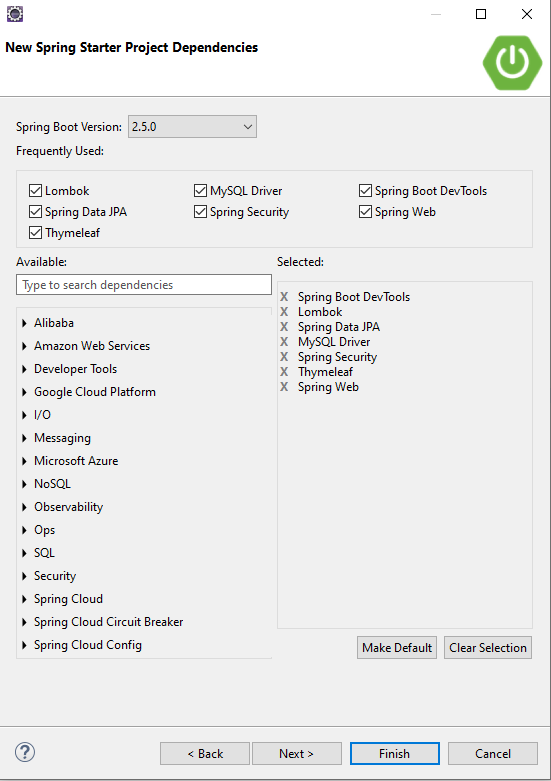 New Spring Starter Project Dependencies
Spring Boot Version: 2.5.0
Frequently Used:
Lombok MySQL Driver Spring Boot DevTools
Spring Data JPA Spring Security Spring Web
Thymeleaf
Available:
Type to search dependencies
Alibaba
Amazon Web Services
Developer Tools
Google Cloud Platform
I/O
Messaging
Microsoft Azure
NoSQL
Observability
Ops
SQL
Security
Spring Cloud
Spring Cloud Circuit Breaker
Spring Cloud Config
Selected:
X Spring Boot DevTools
X Lombok
X Spring Data JPA
X MySQL Driver
X Spring Security
X Thymeleaf
X Spring Web
Make Default Clear Selection
? < Back Next > Finish Cancel